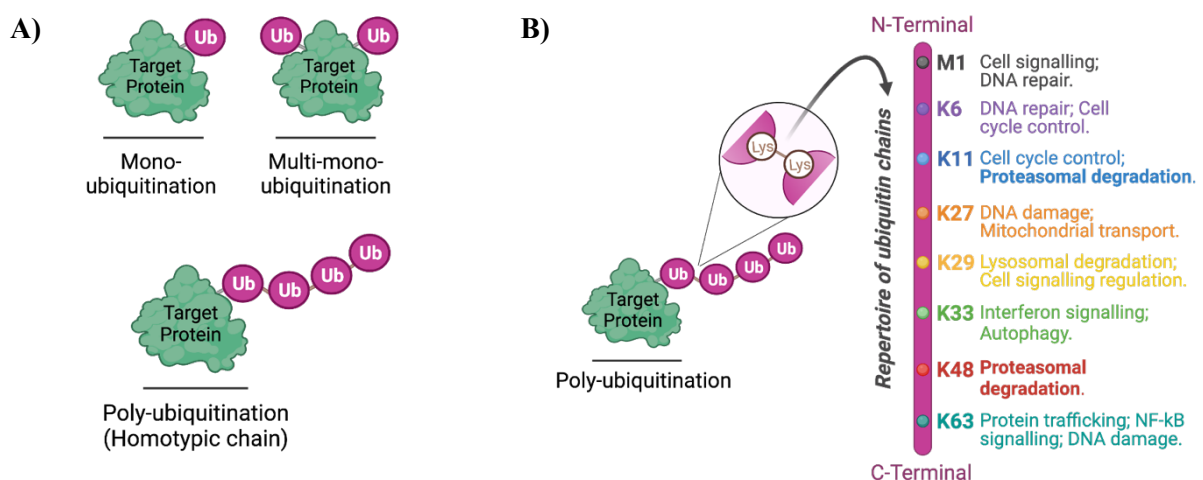 A)
Ub
Target
Protein
Mono-
ubiquitination
Ub
Ub
Target
Protein
Multi-mono-
ubiquitination
Ub
Ub
Ub
Ub
Target
Protein
Poly-ubiquitination
(Homotypic chain)
B)
Lys
Lys
Ub
Ub
Ub
Ub
Target
Protein
Poly-ubiquitination
Repertoire of ubiquitin chains
N-Terminal
M1 Cell signalling;
DNA repair.
K6 DNA repair; Cell
cycle control.
K11 Cell cycle control;
Proteasomal degradation.
K27 DNA damage;
Mitochondrial transport.
K29 Lysosomal degradation;
Cell signalling regulation.
K33 Interferon signalling;
Autophagy.
K48 Proteasomal
degradation.
K63 Protein trafficking; NF-kB
signalling; DNA damage.
C-Terminal